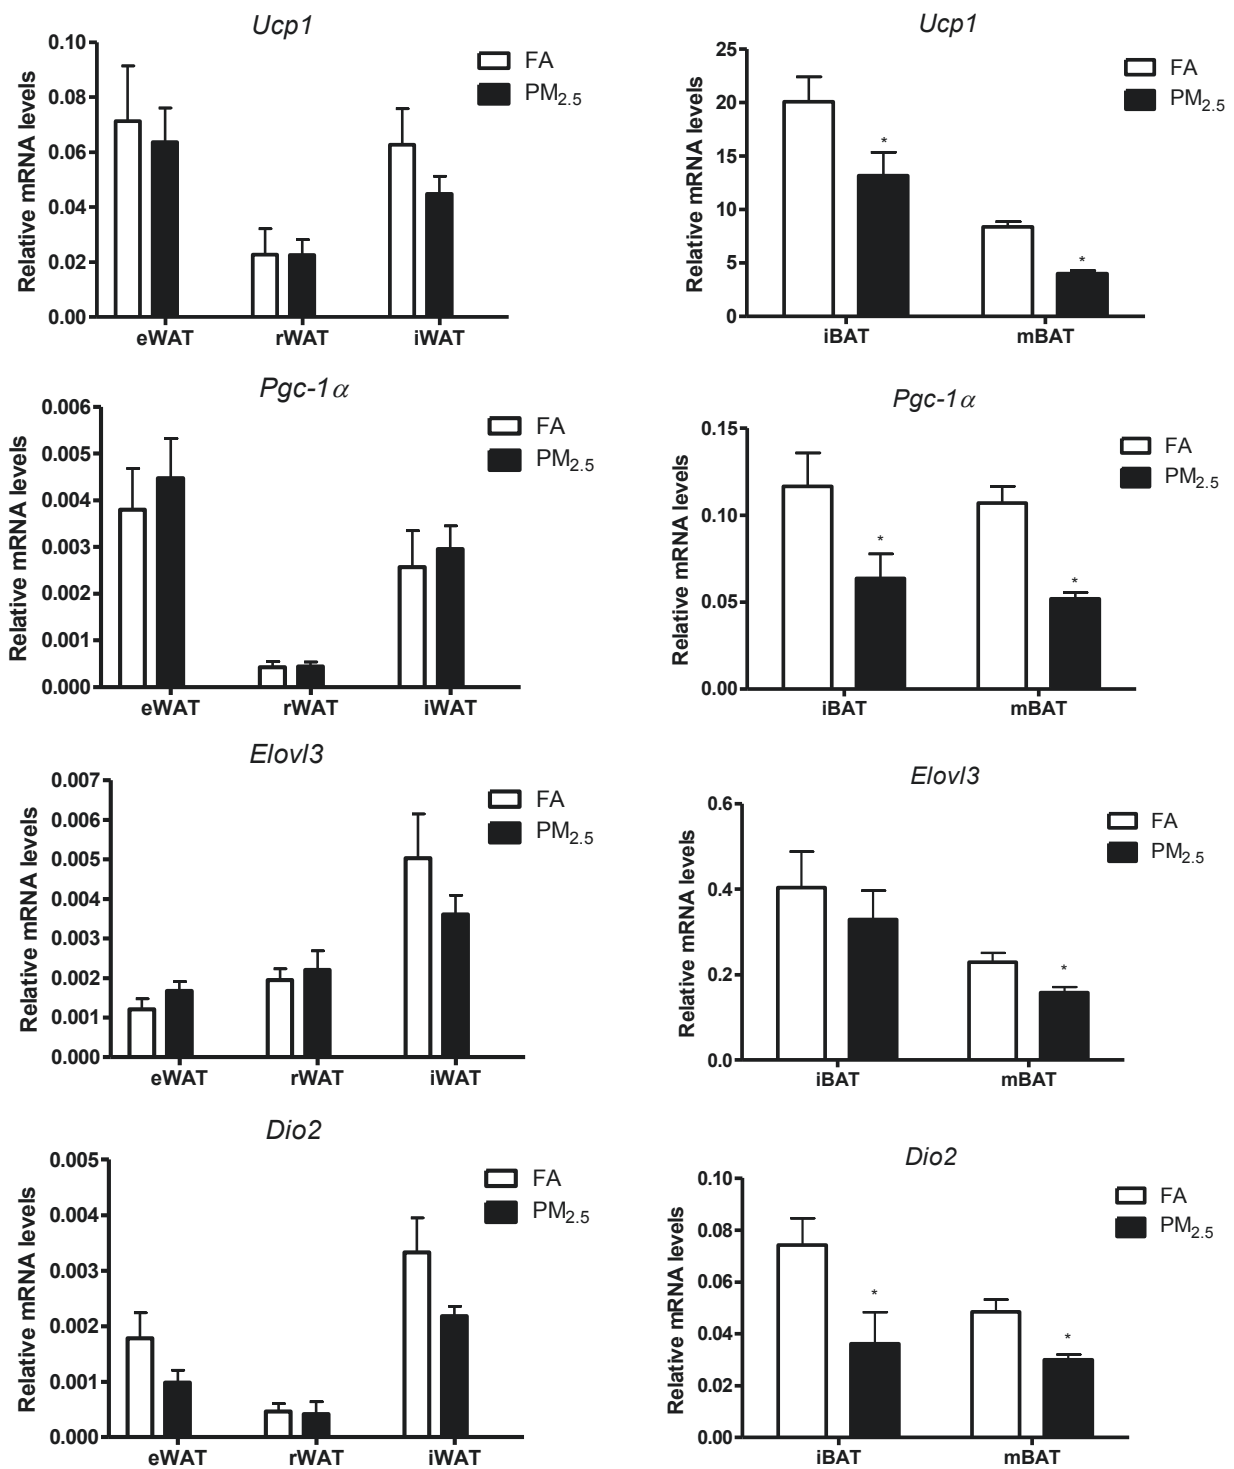 Ucp1
Relative mRNA levels
0.10
0.08
0.06
0.04
0.02
0.00
eWAT rWAT iWAT
FA
PM2.5
Ucp1
Relative mRNA levels
25
20
15
10
5
0
* *
iBAT mBAT
FA
PM2.5
Pgc-1α
Relative mRNA levels
0.006
0.005
0.004
0.003
0.002
0.001
0.000
eWAT rWAT iWAT
FA
PM2.5
Pgc-1α
Relative mRNA levels
0.15
0.10
0.05
0.00
* *
iBAT mBAT
FA
PM2.5
Elovl3
Relative mRNA levels
0.007
0.006
0.005
0.004
0.003
0.002
0.001
0.000
eWAT rWAT iWAT
FA
PM2.5
Elovl3
Relative mRNA levels
0.6
0.4
0.2
0.0
*
iBAT mBAT
FA
PM2.5
Dio2
Relative mRNA levels
0.005
0.004
0.003
0.002
0.001
0.000
eWAT rWAT iWAT
FA
PM2.5
Dio2
Relative mRNA levels
0.10
0.08
0.06
0.04
0.02
0.00
* *
iBAT mBAT
FA
PM2.5